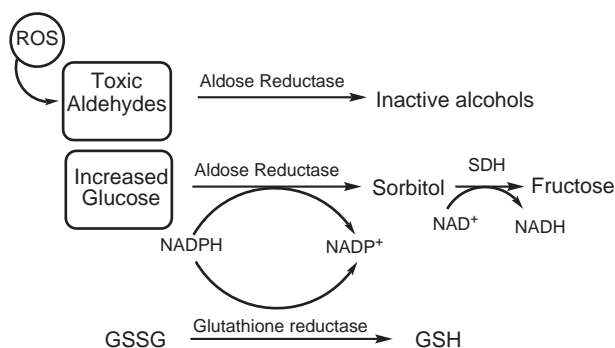 ROS
Toxic
Aldehydes
Aldose Reductase
Inactive alcohols
Increased
Glucose
Aldose Reductase
Sorbitol
SDH
Fructose
NAD⁺
NADH
NADPH
NADP⁺
GSSG
Glutathione reductase
GSH